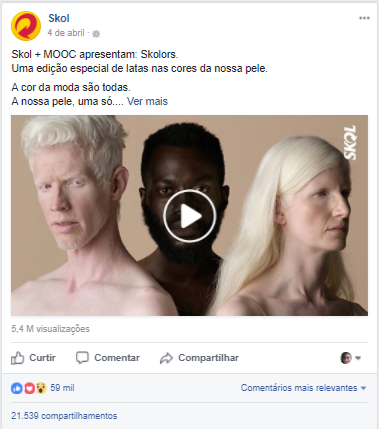 Skol
4 de abril ·
Skol + MOOC apresentam: Skolors.
Uma edição especial de latas nas cores da nossa pele.
A cor da moda são todas.
A nossa pele, uma só.... Ver mais
SKOL
5,4 M visualizações
Curtir Comentar Compartilhar
59 mil Comentários mais relevantes
21.539 compartilhamentos